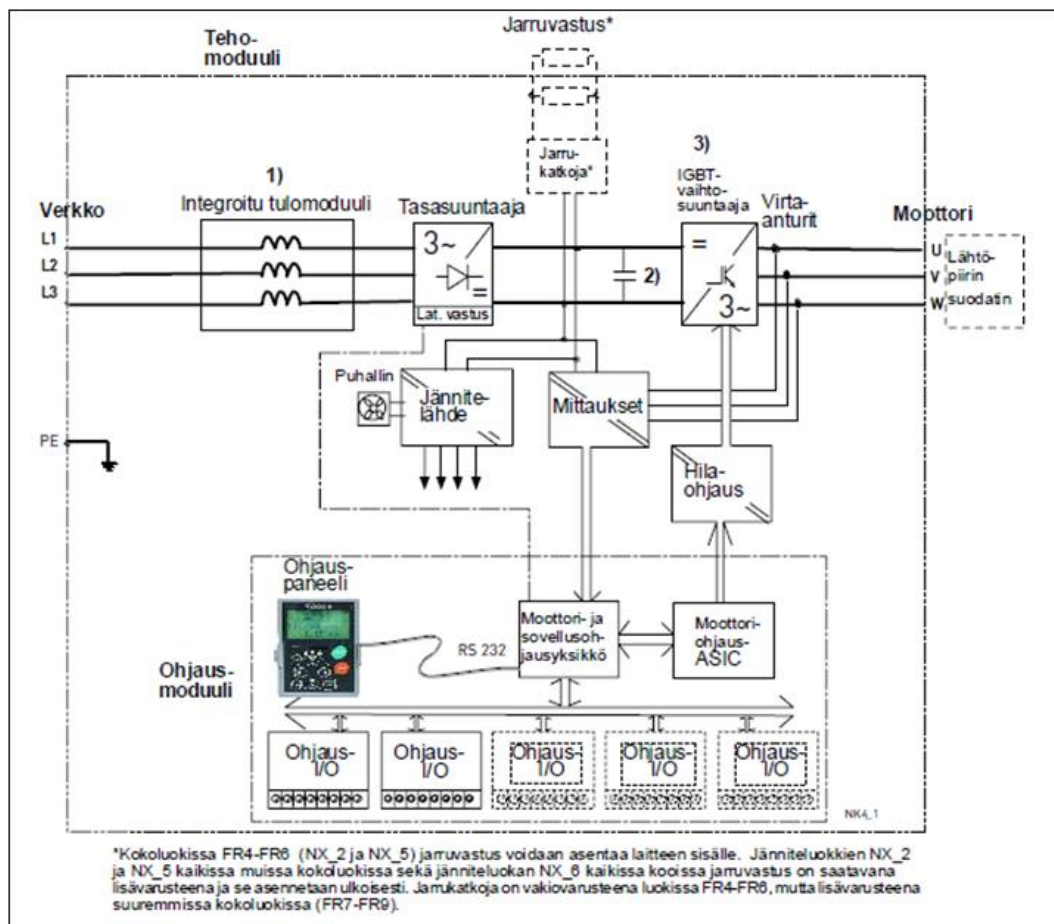 Jarruvastus*
Teho-
moduuli
Jarru-
katkoja*
3)
IGBT-
vaihto-
suuntaaja
Virta-
anturit
1)
Integroitu tulomoduuli
Tasasuuntaaja
Verkko
Moottori
L1
L2
L3
3~
=
Lat. vastus
2)
=
3~
U
V
W
Lähtö-
piirin
suodatin
Puhallin
Jännite-
lähde
Mittaukset
PE
Hila-
ohjaus
Ohjaus-
paneeli
Moottori- ja
sovellusoh-
jausyksikkö
Moottori-
ohjaus-
ASIC
RS 232
Ohjaus-
moduuli
Ohjaus-
I/O
Ohjaus-
I/O
Ohjaus-
I/O
Ohjaus-
I/O
Ohjaus-
I/O
NK4_1
*Kokoluokissa FR4-FR6 (NX_2 ja NX_5) jarruvastus voidaan asentaa laitteen sisälle. Jänniteluokkien NX_2
ja NX_5 kaikissa muissa kokoluokissa sekä jänniteluokan NX_6 kaikissa kooissa jarruvastus on saatavana
lisävarusteena ja se asennetaan ulkoisesti. Jarrukatkoja on vakiovarusteena luokissa FR4-FR6, mutta lisävarusteena
suuremmissa kokoluokissa (FR7-FR9).